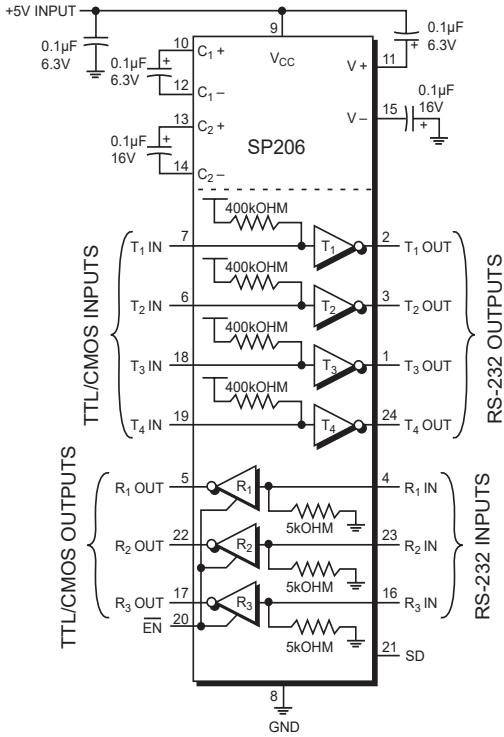 +5V INPUT
0.1µF
6.3V
9
VCC
0.1µF
6.3V
V +
11
10
C1 +
0.1µF
6.3V
12
C1 –
13
C2 +
0.1µF
16V
14
C2 –
0.1µF
16V
15
V –
SP206
TTL/CMOS INPUTS
RS-232 OUTPUTS
400kOHM
T1 IN
7
T1
2
T1 OUT
400kOHM
T2 IN
6
T2
3
T2 OUT
400kOHM
T3 IN
18
T3
1
T3 OUT
400kOHM
T4 IN
19
T4
24
T4 OUT
TTL/CMOS OUTPUTS
RS-232 INPUTS
R1 OUT
5
R1
4
R1 IN
5kOHM
R2 OUT
22
R2
23
R2 IN
5kOHM
R3 OUT
17
R3
16
R3 IN
5kOHM
EN
20
21
SD
8
GND